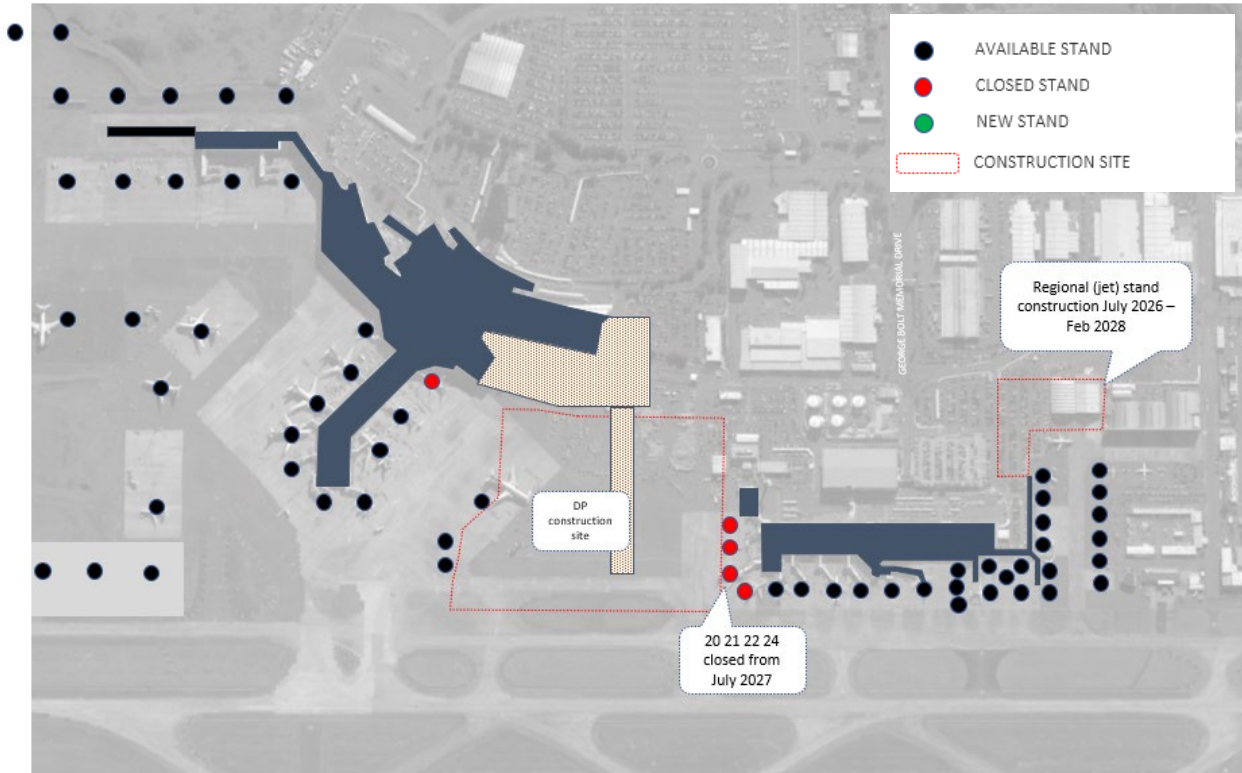 AVAILABLE STAND
CLOSED STAND
NEW STAND
CONSTRUCTION SITE
GEORGE BOLT MEMORIAL DRIVE
Regional (jet) stand
construction July 2026 –
Feb 2028
DP
construction
site
20 21 22 24
closed from
July 2027